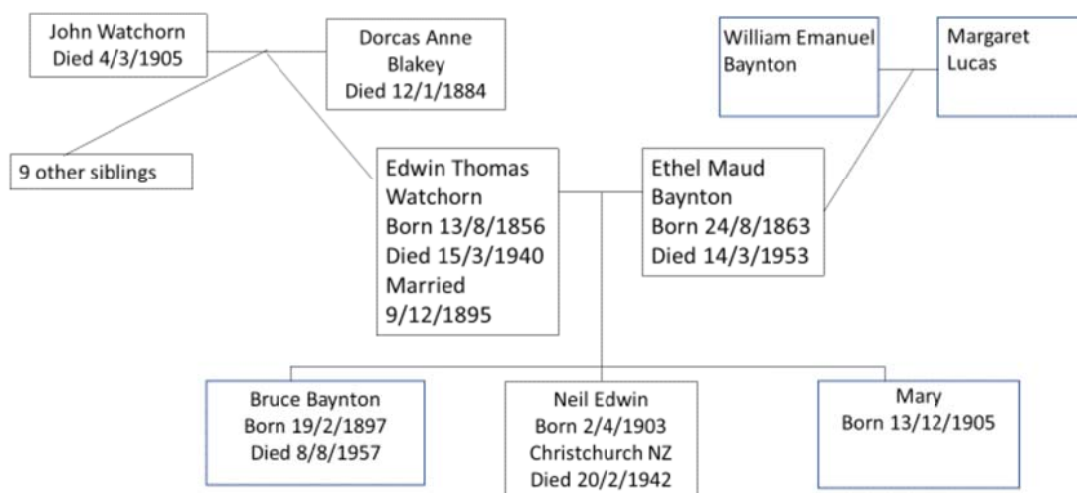 John Watchorn
Died 4/3/1905
Dorcas Anne
Blakey
Died 12/1/1884
William Emanuel
Baynton
Margaret
Lucas
9 other siblings
Edwin Thomas
Watchorn
Born 13/8/1856
Died 15/3/1940
Married
9/12/1895
Ethel Maud
Baynton
Born 24/8/1863
Died 14/3/1953
Bruce Baynton
Born 19/2/1897
Died 8/8/1957
Neil Edwin
Born 2/4/1903
Christchurch NZ
Died 20/2/1942
Mary
Born 13/12/1905